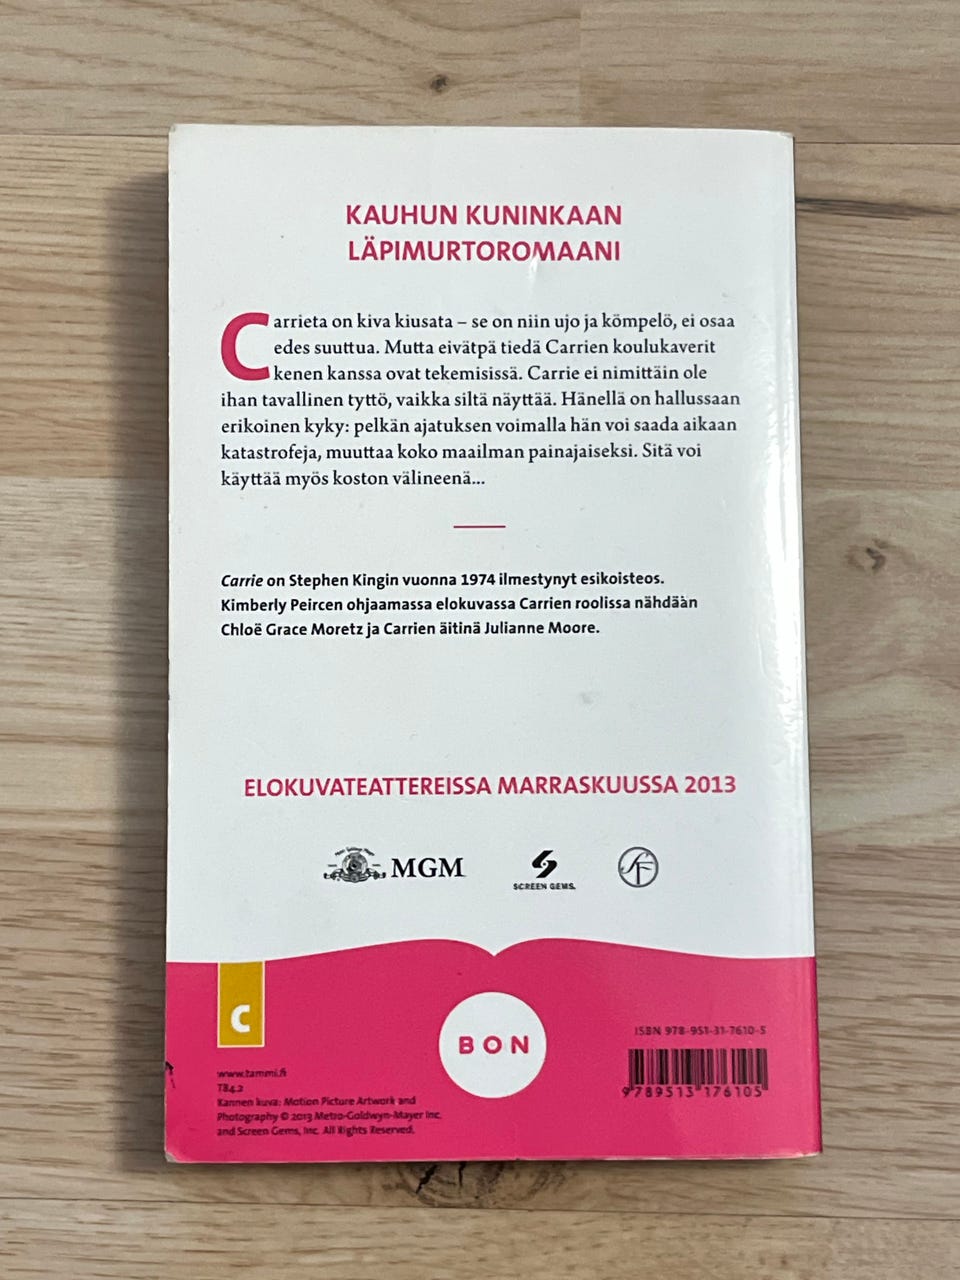 KAUHUN KUNINKAAN
LÄPIMURTOROMAANI
Carrieta on kiva kiusata – se on niin ujo ja kömpelö, ei osaa
edes suuttua. Mutta eivätpä tiedä Carrien koulukaverit
kenen kanssa ovat tekemisissä. Carrie ei nimittäin ole
ihan tavallinen tyttö, vaikka siltä näyttää. Hänellä on hallussaan
erikoinen kyky: pelkän ajatuksen voimalla hän voi saada aikaan
katastrofeja, muuttaa koko maailman painajaiseksi. Sitä voi
käyttää myös koston välineenä...
Carrie on Stephen Kingin vuonna 1974 ilmestynyt esikoisteos.
Kimberly Peircen ohjaamassa elokuvassa Carrien roolissa nähdään
Chloë Grace Moretz ja Carrien äitinä Julianne Moore.
ELOKUVATEATTEREISSA MARRASKUUSSA 2013
MGM
SCREEN GEMS.
SF
C
BON
ISBN 978-951-31-7610-5
9789513176105
www.tammi.fi
T84.2
Kannen kuva: Motion Picture Artwork and
Photography © 2013 Metro-Goldwyn-Mayer Inc.
and Screen Gems, Inc. All Rights Reserved.